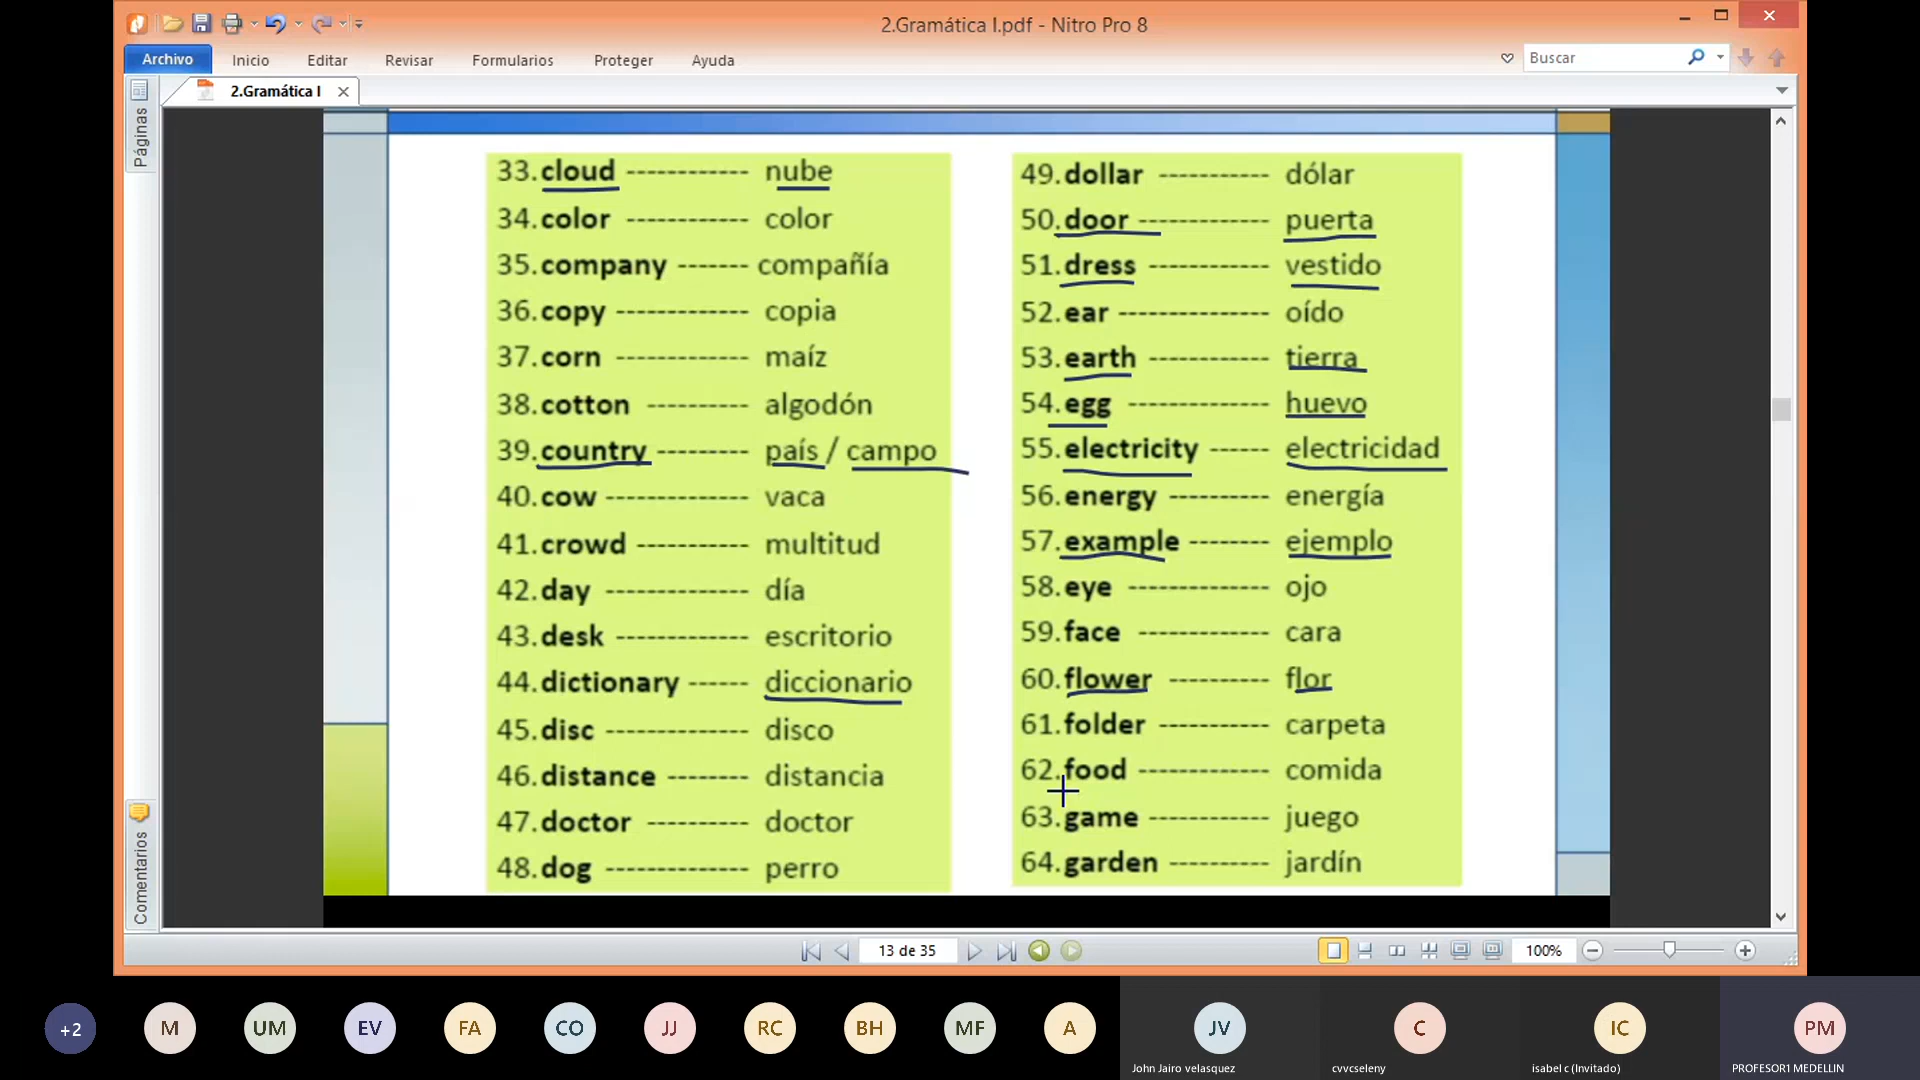 2.Gramática I.pdf - Nitro Pro 8
Archivo Inicio Editar Revisar Formularios Proteger Ayuda Buscar
2.Gramática I
Páginas
33. cloud ------------ nube
34. color ------------ color
35. company ------- compañía
36. copy ------------ copia
37. corn ------------ maíz
38. cotton --------- algodón
39. country --------- país / campo
40. cow -------------- vaca
41. crowd ----------- multitud
42. day -------------- día
43. desk ------------ escritorio
44. dictionary ------ diccionario
45. disc -------------- disco
46. distance -------- distancia
47. doctor ---------- doctor
48. dog -------------- perro
49. dollar ----------- dólar
50. door ------------- puerta
51. dress ------------ vestido
52. ear --------------- oído
53. earth ------------ tierra
54. egg -------------- huevo
55. electricity ------ electricidad
56. energy ---------- energía
57. example -------- ejemplo
58. eye -------------- ojo
59. face ------------- cara
60. flower ---------- flor
61. folder ----------- carpeta
62. food ------------- comida
63. game ------------ juego
64. garden ---------- jardín
Comentarios
13 de 35 100%
+2 M UM EV FA CO JJ RC BH MF A JV C IC PM
John Jairo velasquez cvvcseleny isabel c (Invitado) PROFESOR1 MEDELLIN